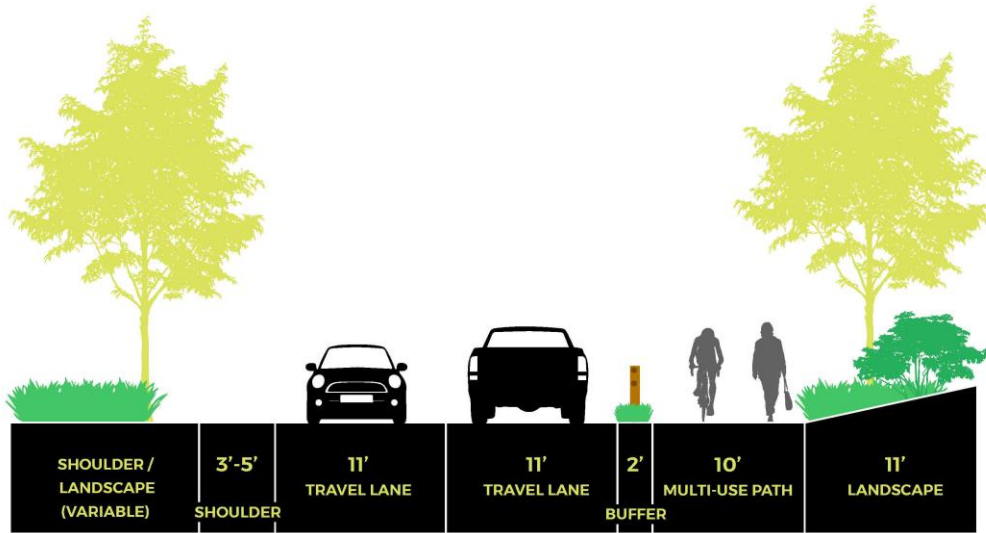 SHOULDER /
LANDSCAPE
(VARIABLE)
3’-5’
SHOULDER
11’
TRAVEL LANE
11’
TRAVEL LANE
2’
BUFFER
10’
MULTI-USE PATH
11’
LANDSCAPE